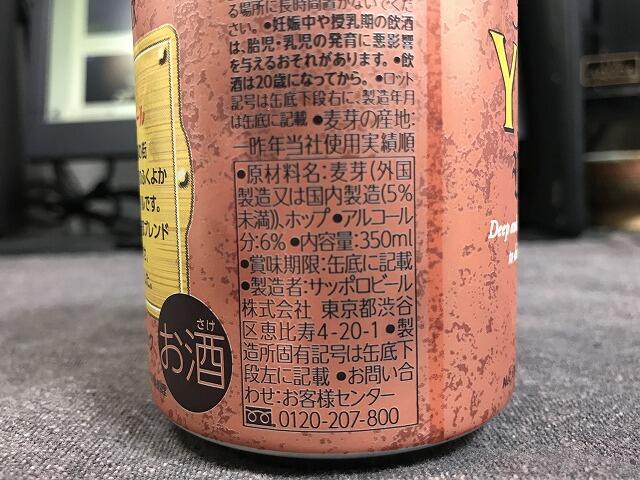 る場所に長時間置かないでくだ
さい。●妊娠中や授乳期の飲酒
は、胎児・乳児の発育に悪影響
を与えるおそれがあります。●飲
酒は20歳になってから。●ロット
記号は缶底下段右に、製造年月
は缶底に記載 ●麦芽の産地:
一昨年当社使用実績順
●原材料名:麦芽(外国
製造又は国内製造(5%
未満))、ホップ ●アルコール
分:6% ●内容量:350ml
●賞味期限:缶底に記載
●製造者:サッポロビール
株式会社 東京都渋谷
区恵比寿4-20-1 ●製
造所固有記号は缶底下
段左に記載 ●お問い合
わせ:お客様センター
0120-207-800
さけ
お酒
ふくよか
です。
ブレンド
Y
Deep